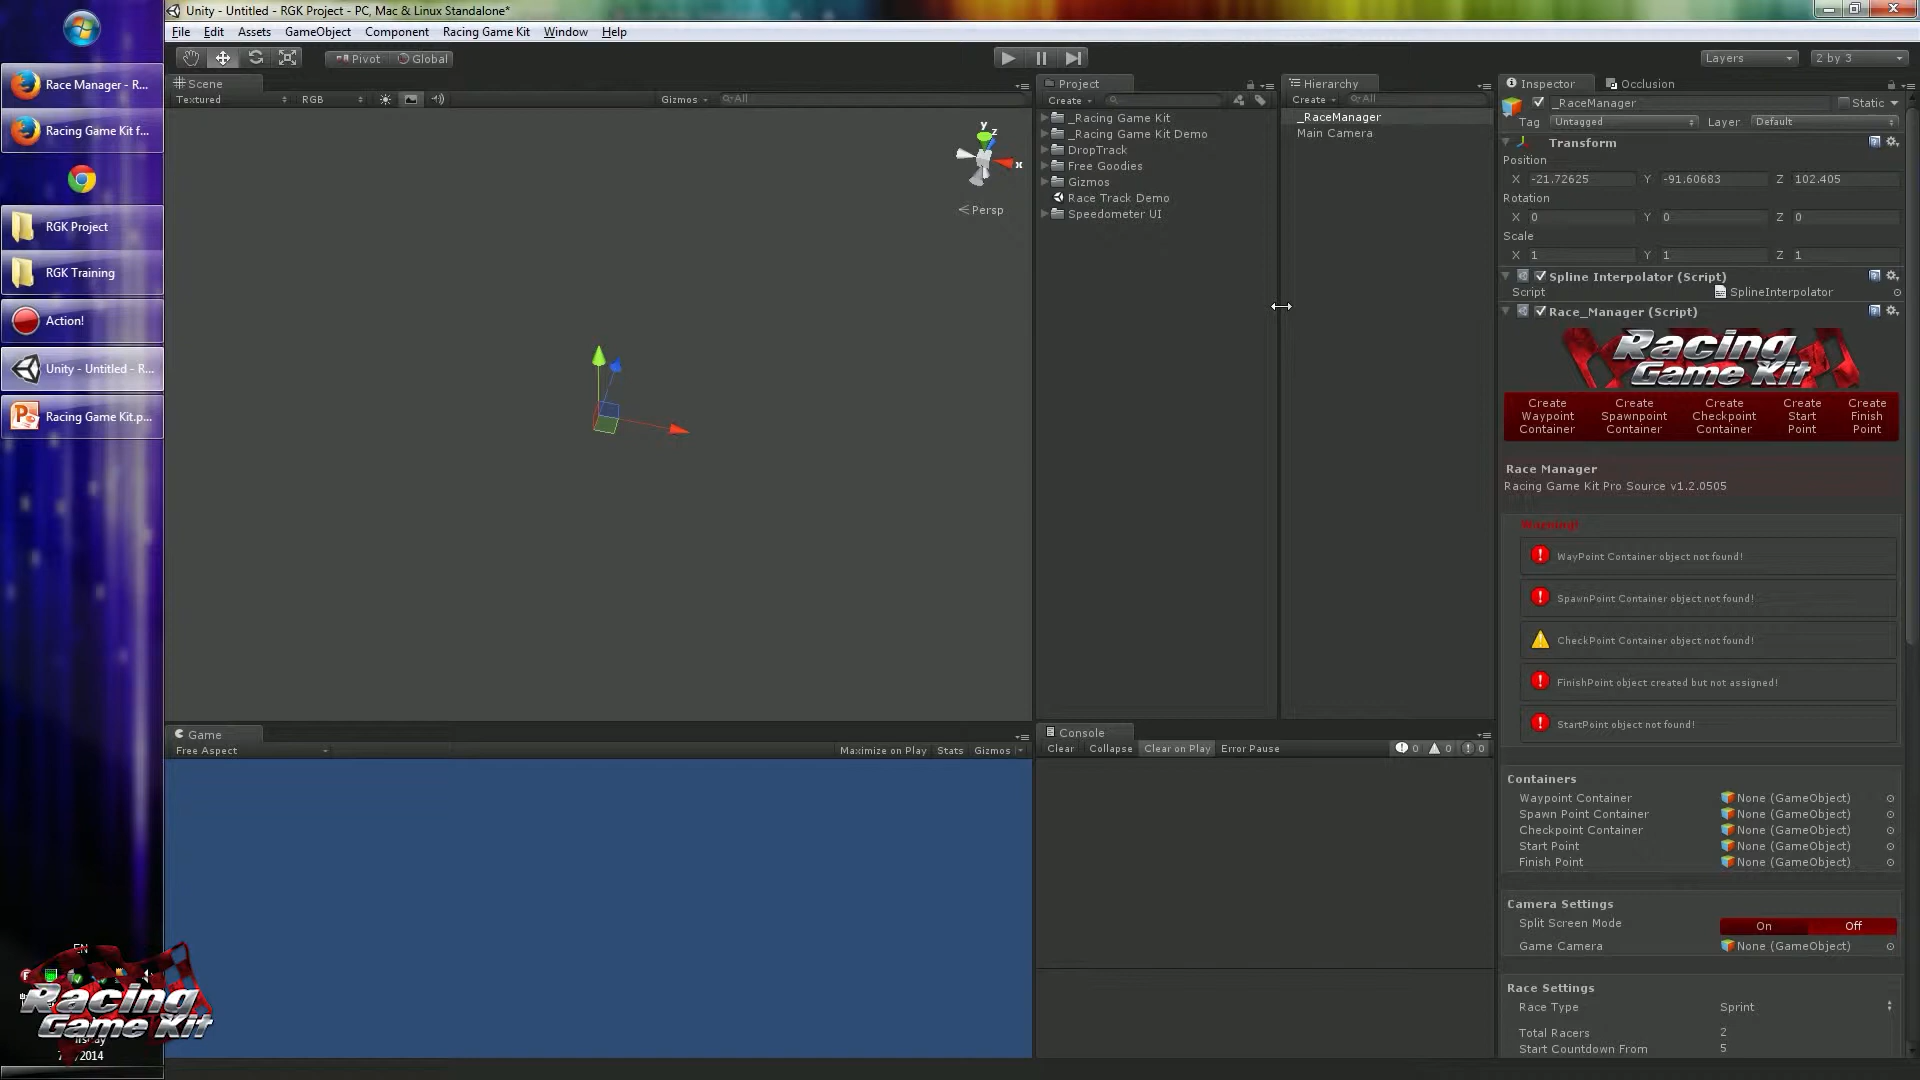 Unity - Untitled - RGK Project - PC, Mac & Linux Standalone*
File Edit Assets GameObject Component Racing Game Kit Window Help
Pivot Global
Layers
2 by 3
Race Manager - R...
Racing Game Kit f...
RGK Project
RGK Training
Action!
Unity - Untitled - R...
Racing Game Kit.p...
EN
Racing
Game Kit
2014
Scene
Textured RGB Gizmos All
y
z
x
Persp
Game
Free Aspect Maximize on Play Stats Gizmos
Project
Create
_Racing Game Kit
_Racing Game Kit Demo
DropTrack
Free Goodies
Gizmos
Race Track Demo
Speedometer UI
Hierarchy
Create All
_RaceManager
Main Camera
Console
Clear Collapse Clear on Play Error Pause 0 0 0
Inspector Occlusion
_RaceManager Static
Tag Untagged Layer Default
Transform
Position
X -21.72625 Y -91.60683 Z 102.405
Rotation
X 0 Y 0 Z 0
Scale
X 1 Y 1 Z 1
Spline Interpolator (Script)
Script SplineInterpolator
Race_Manager (Script)
Racing
Game Kit
Create Waypoint Container
Create Spawnpoint Container
Create Checkpoint Container
Create Start Point
Create Finish Point
Race Manager
Racing Game Kit Pro Source v1.2.0505
Warning!
WayPoint Container object not found!
SpawnPoint Container object not found!
CheckPoint Container object not found!
FinishPoint object created but not assigned!
StartPoint object not found!
Containers
Waypoint Container None (GameObject)
Spawn Point Container None (GameObject)
Checkpoint Container None (GameObject)
Start Point None (GameObject)
Finish Point None (GameObject)
Camera Settings
Split Screen Mode On Off
Game Camera None (GameObject)
Race Settings
Race Type Sprint
Total Racers 2
Start Countdown From 5